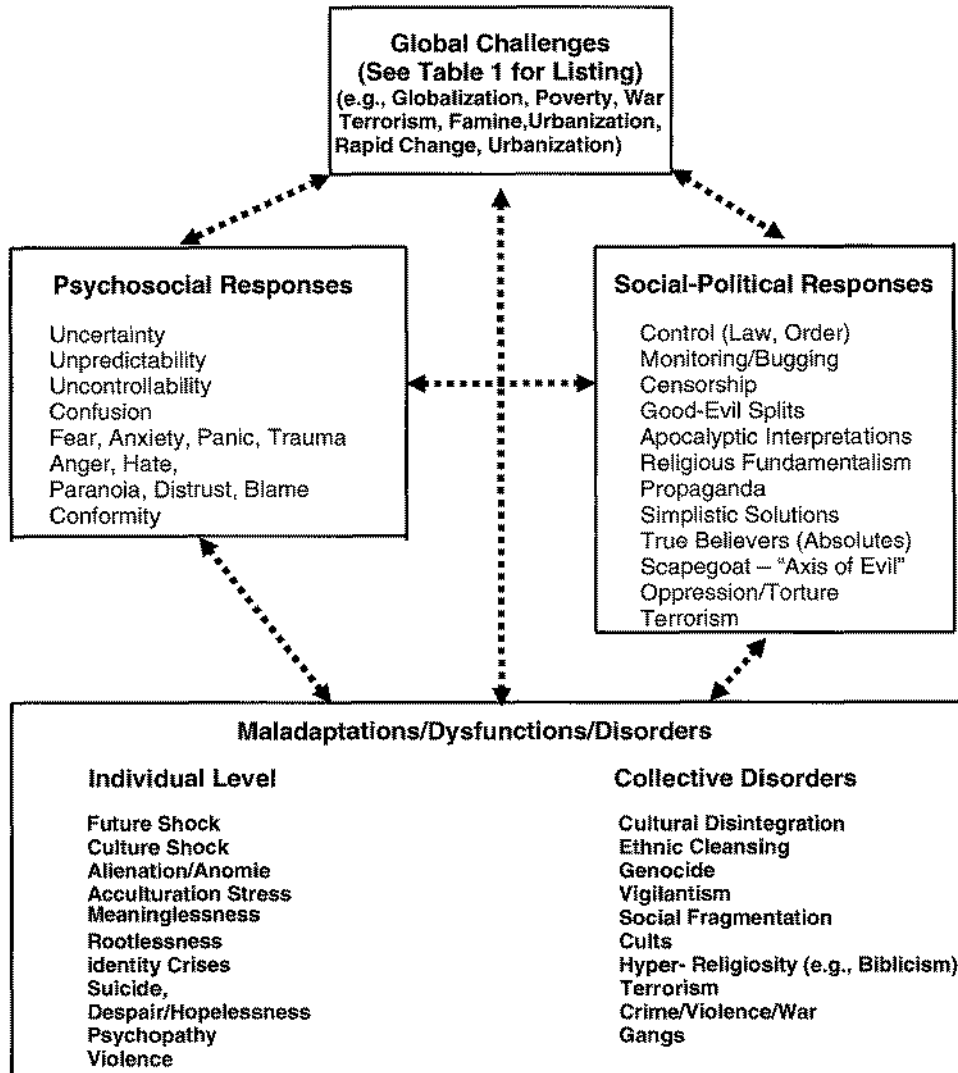 Global Challenges
(See Table 1 for Listing)
(e.g., Globalization, Poverty, War
Terrorism, Famine,Urbanization,
Rapid Change, Urbanization)
Psychosocial Responses
Uncertainty
Unpredictability
Uncontrollability
Confusion
Fear, Anxiety, Panic, Trauma
Anger, Hate,
Paranoia, Distrust, Blame
Conformity
Social-Political Responses
Control (Law, Order)
Monitoring/Bugging
Censorship
Good-Evil Splits
Apocalyptic Interpretations
Religious Fundamentalism
Propaganda
Simplistic Solutions
True Believers (Absolutes)
Scapegoat – “Axis of Evil”
Oppression/Torture
Terrorism
Maladaptations/Dysfunctions/Disorders
Individual Level
Future Shock
Culture Shock
Alienation/Anomie
Acculturation Stress
Meaninglessness
Rootlessness
identity Crises
Suicide,
Despair/Hopelessness
Psychopathy
Violence
Collective Disorders
Cultural Disintegration
Ethnic Cleansing
Genocide
Vigilantism
Social Fragmentation
Cults
Hyper- Religiosity (e.g., Biblicism)
Terrorism
Crime/Violence/War
Gangs